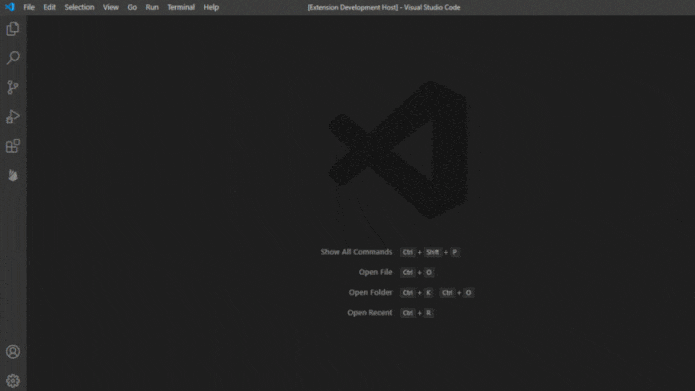 File Edit Selection View Go Run Terminal Help [Extension Development Host] - Visual Studio Code
Show All Commands Ctrl + Shift + P
Open File Ctrl + O
Open Folder Ctrl + K Ctrl + O
Open Recent Ctrl + R